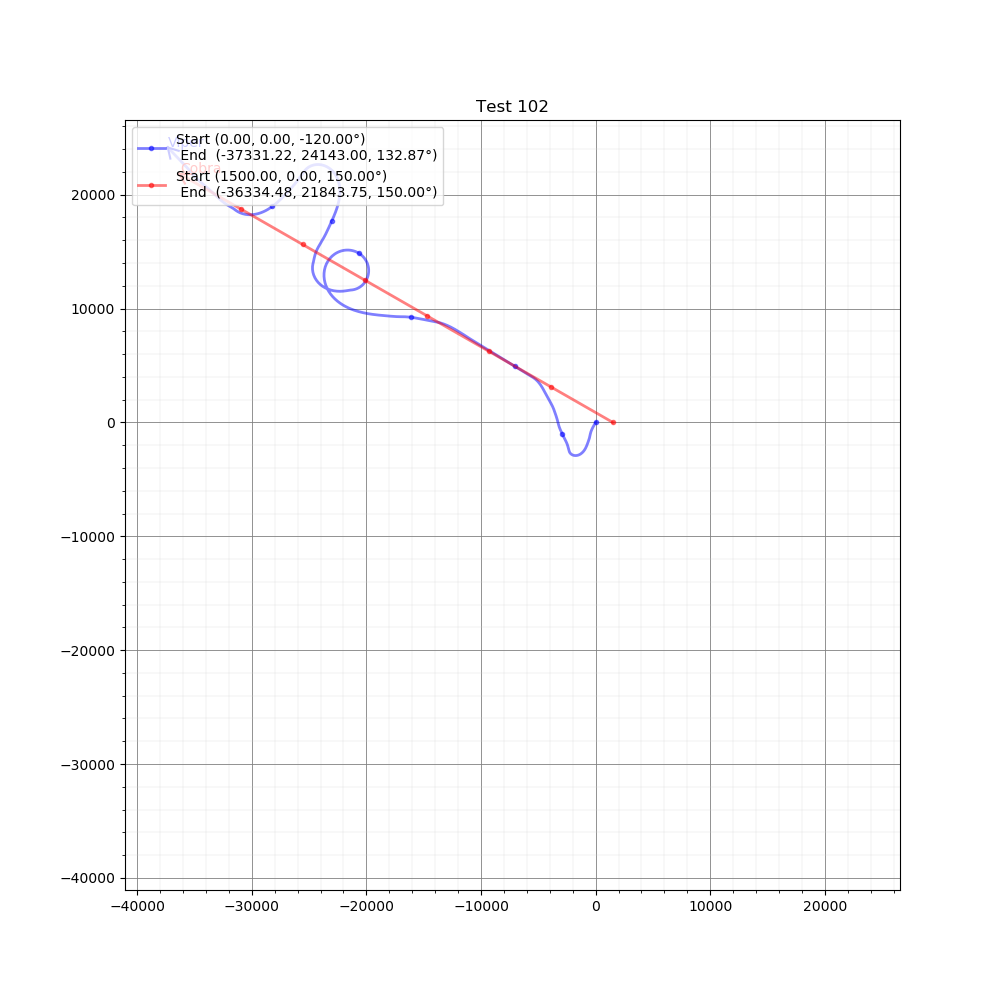 Test 102
Start (0.00, 0.00, -120.00°)
End (-37331.22, 24143.00, 132.87°)
Start (1500.00, 0.00, 150.00°)
End (-36334.48, 21843.75, 150.00°)
20000
10000
0
−10000
−20000
−30000
−40000
−40000 −30000 −20000 −10000 0 10000 20000